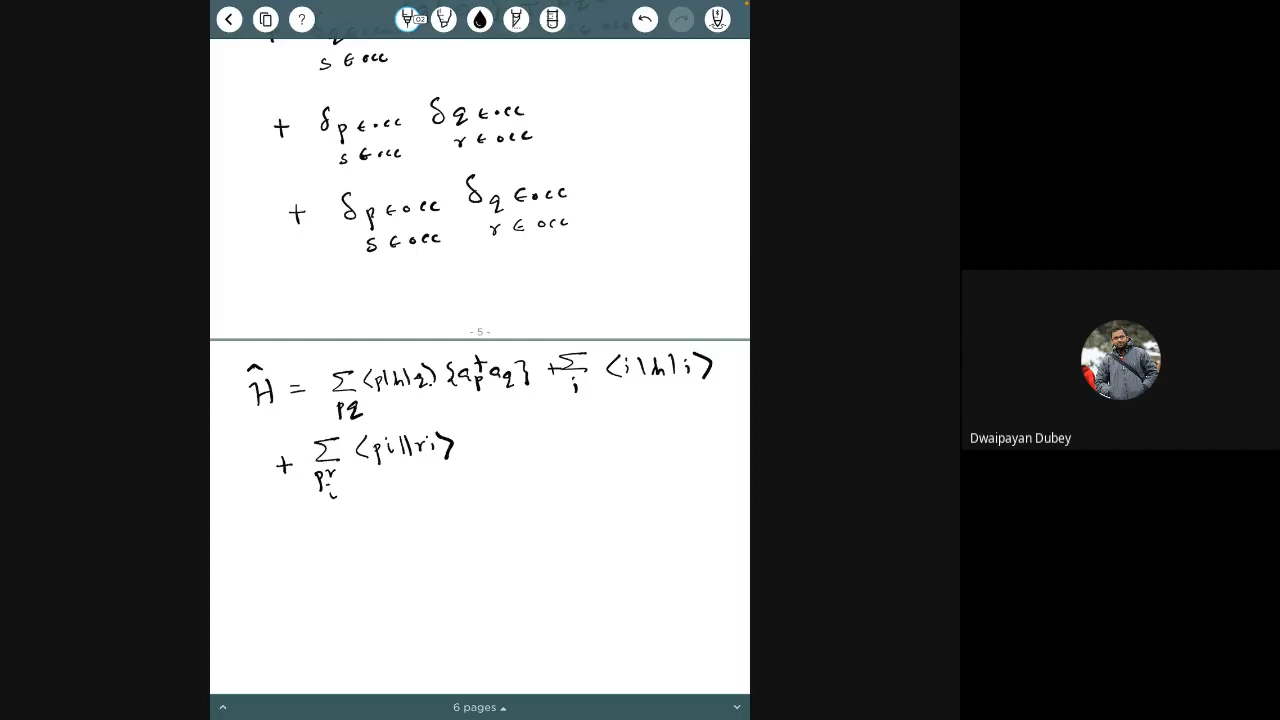 s ∈ occ
+ δ p ∈ occ δ q ∈ occ
s ∈ occ r ∈ occ
+ δ p ∈ occ δ q ∈ occ
s ∈ occ r ∈ occ
- 5 -
Ĥ = Σ <p|h|q> {a†p aq} + Σ <i|h|i>
pq i
+ Σ <pi||ri>
pr
i
6 pages
Dwaipayan Dubey